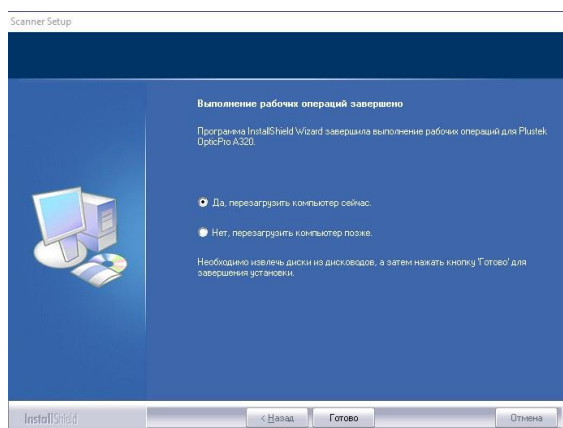 Scanner Setup
Выполнение рабочих операций завершено
Программа InstallShield Wizard завершила выполнение рабочих операций для Plustek
OpticPro A320.
Да, перезагрузить компьютер сейчас.
Нет, перезагрузить компьютер позже.
Необходимо извлечь диски из дисководов, а затем нажать кнопку 'Готово' для
завершения установки.
InstallShield
< Назад
Готово
Отмена